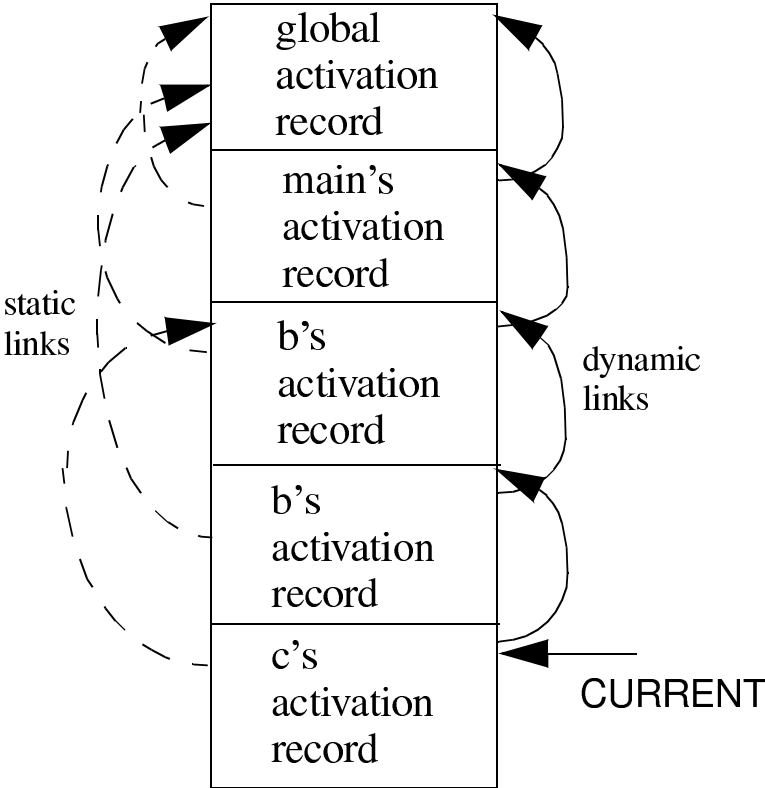 global
activation
record
main’s
activation
record
static
links
b’s
activation
record
dynamic
links
b’s
activation
record
c’s
activation
record
CURRENT